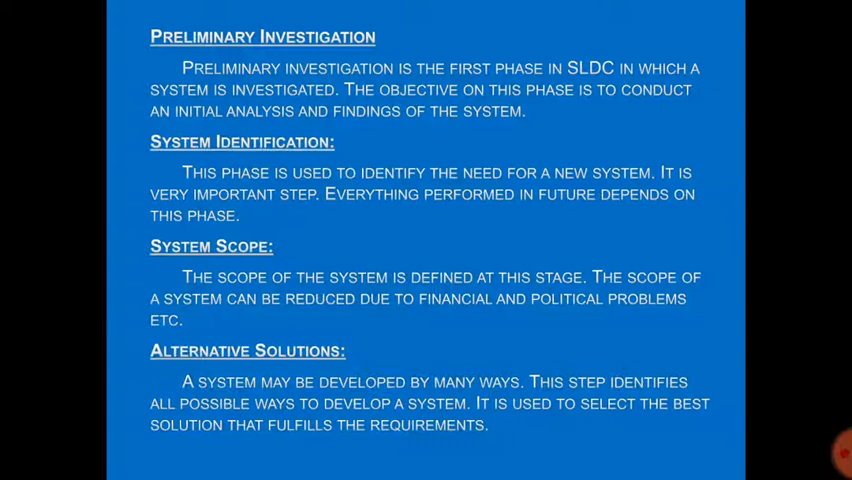 PRELIMINARY INVESTIGATION
PRELIMINARY INVESTIGATION IS THE FIRST PHASE IN SLDC IN WHICH A
SYSTEM IS INVESTIGATED. THE OBJECTIVE ON THIS PHASE IS TO CONDUCT
AN INITIAL ANALYSIS AND FINDINGS OF THE SYSTEM.
SYSTEM IDENTIFICATION:
THIS PHASE IS USED TO IDENTIFY THE NEED FOR A NEW SYSTEM. IT IS
VERY IMPORTANT STEP. EVERYTHING PERFORMED IN FUTURE DEPENDS ON
THIS PHASE.
SYSTEM SCOPE:
THE SCOPE OF THE SYSTEM IS DEFINED AT THIS STAGE. THE SCOPE OF
A SYSTEM CAN BE REDUCED DUE TO FINANCIAL AND POLITICAL PROBLEMS
ETC.
ALTERNATIVE SOLUTIONS:
A SYSTEM MAY BE DEVELOPED BY MANY WAYS. THIS STEP IDENTIFIES
ALL POSSIBLE WAYS TO DEVELOP A SYSTEM. IT IS USED TO SELECT THE BEST
SOLUTION THAT FULFILLS THE REQUIREMENTS.